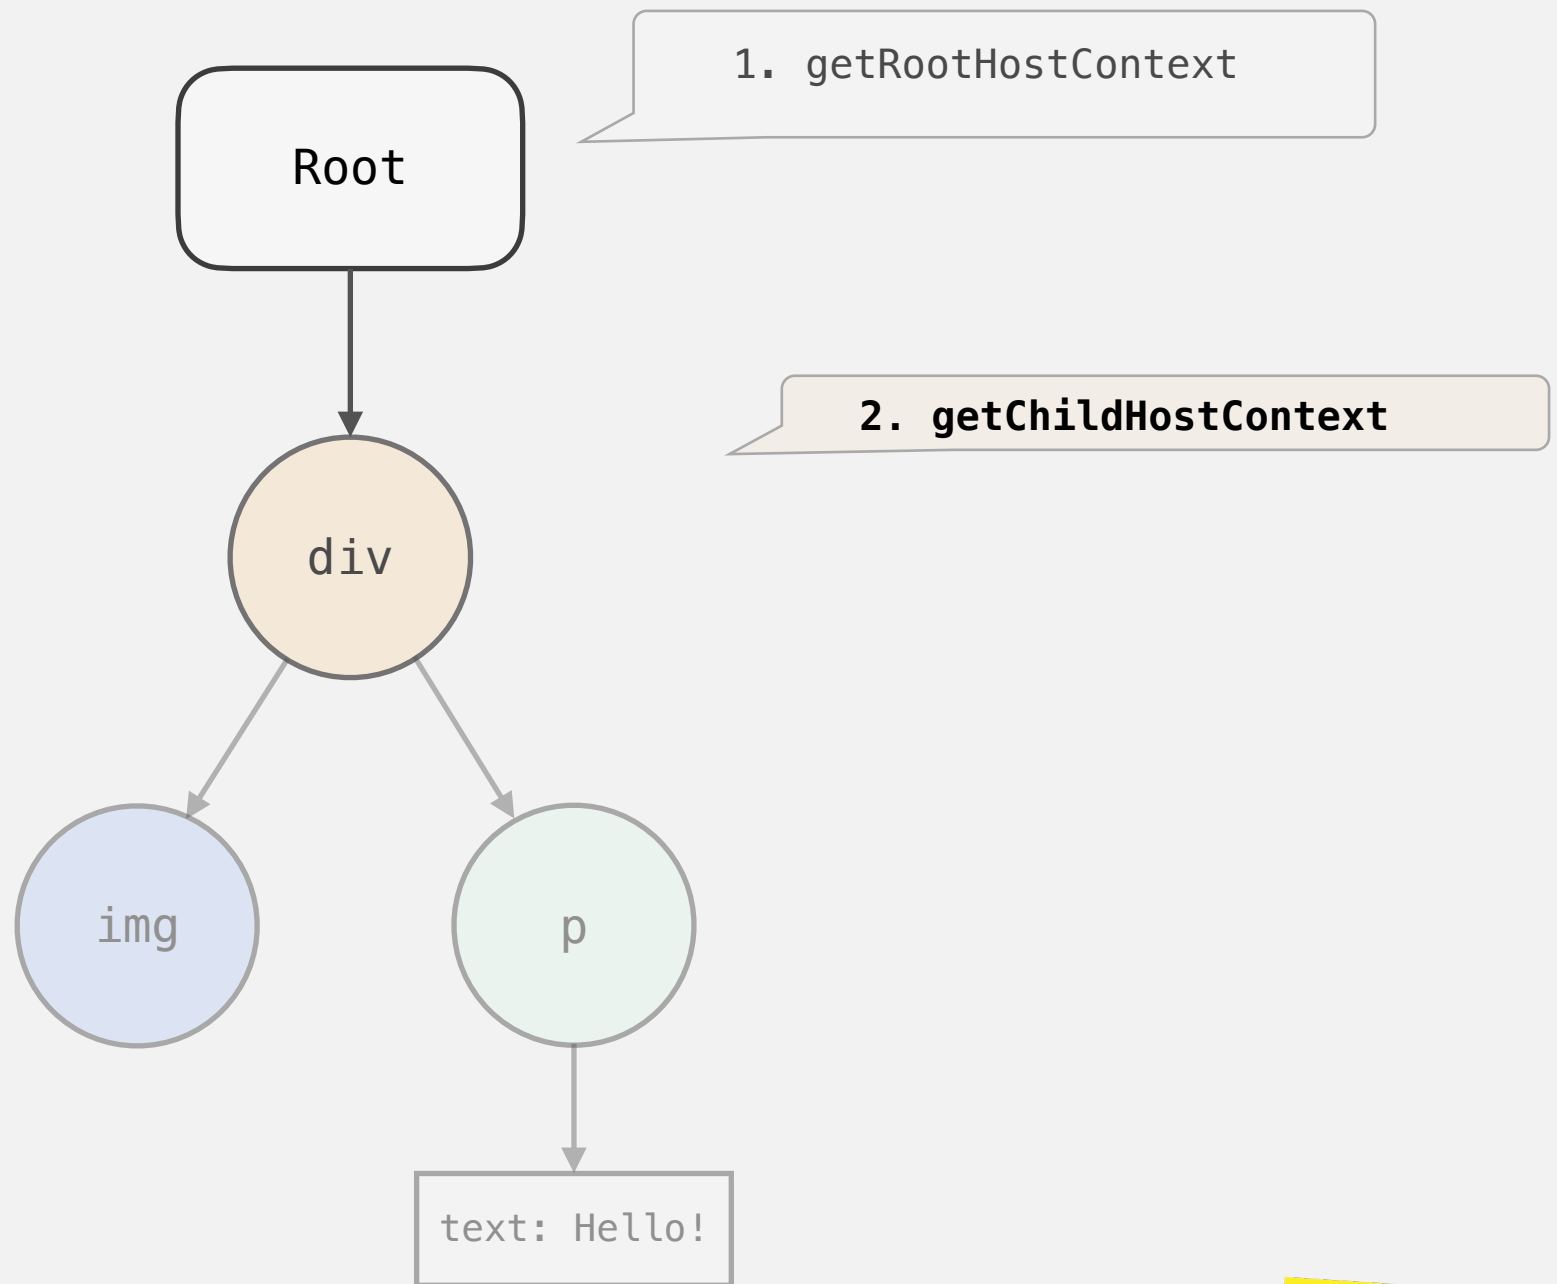 1. getRootHostContext
Root
2. getChildHostContext
div
img
p
text: Hello!